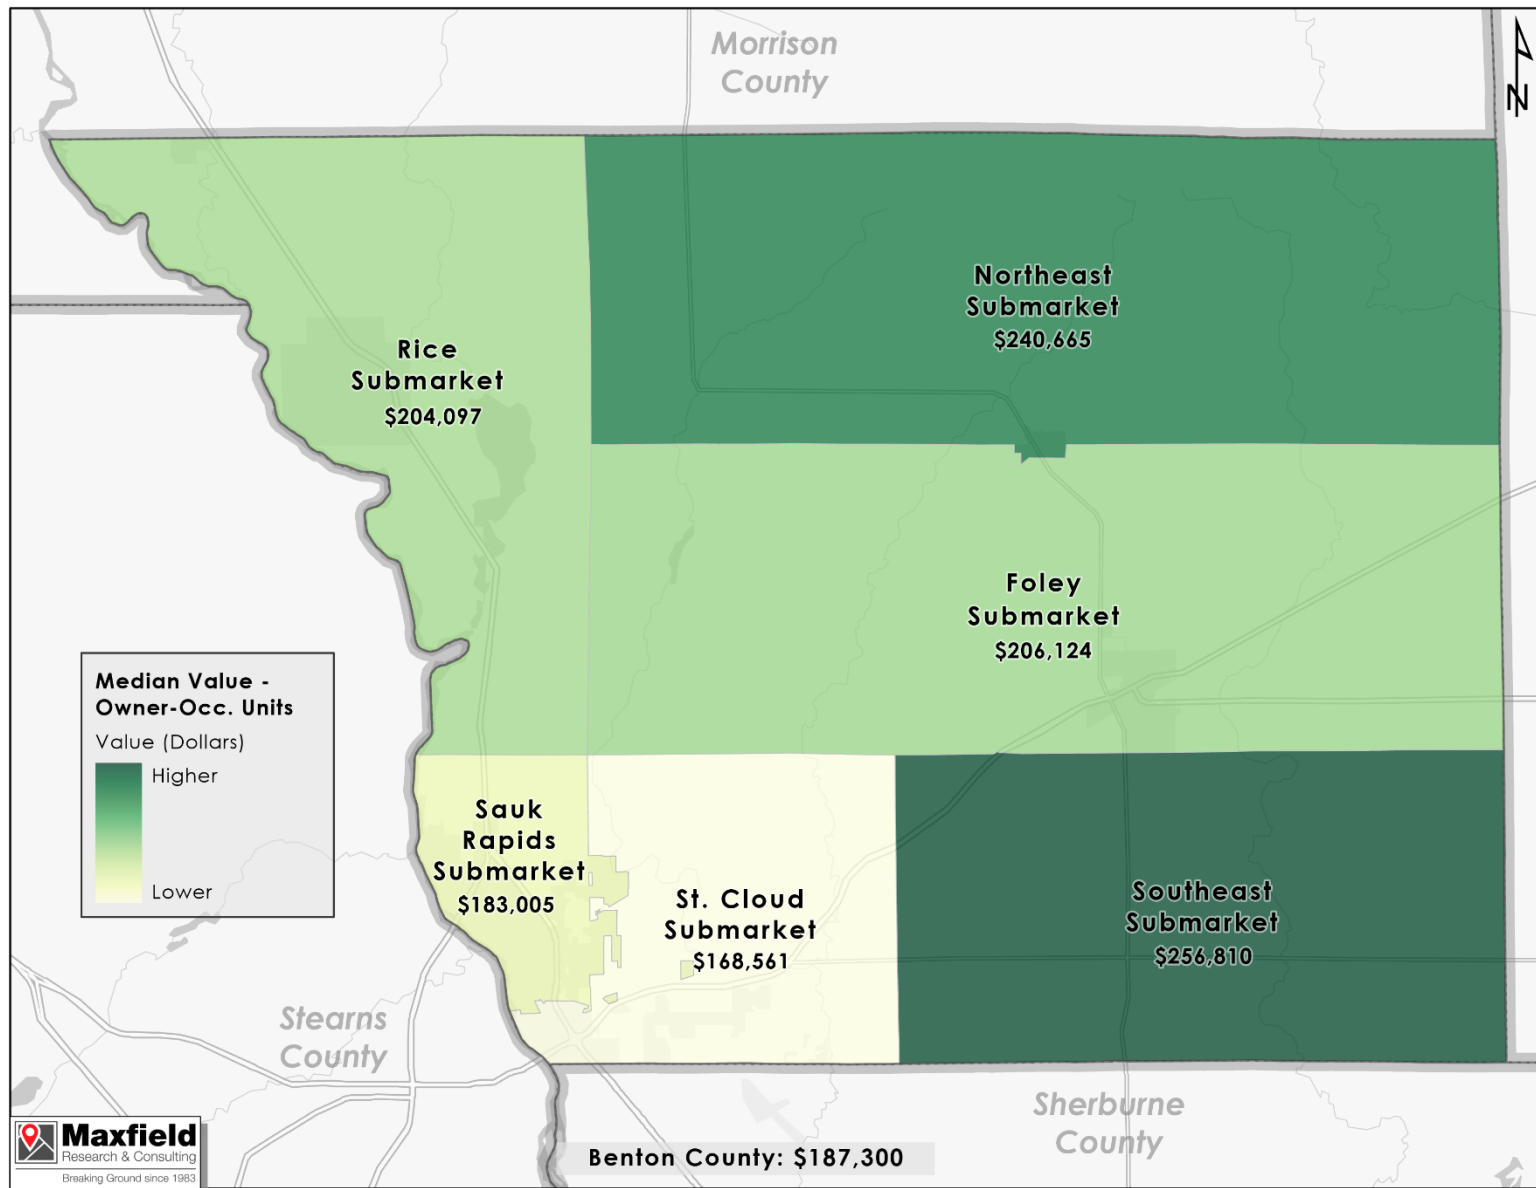 Morrison
County
N
Northeast
Submarket
$240,665
Rice
Submarket
$204,097
Foley
Submarket
$206,124
Median Value -
Owner-Occ. Units
Value (Dollars)
Higher
Lower
Sauk
Rapids
Submarket
$183,005
St. Cloud
Submarket
$168,561
Southeast
Submarket
$256,810
Stearns
County
Sherburne
County
Maxfield
Research & Consulting
Breaking Ground since 1983
Benton County: $187,300